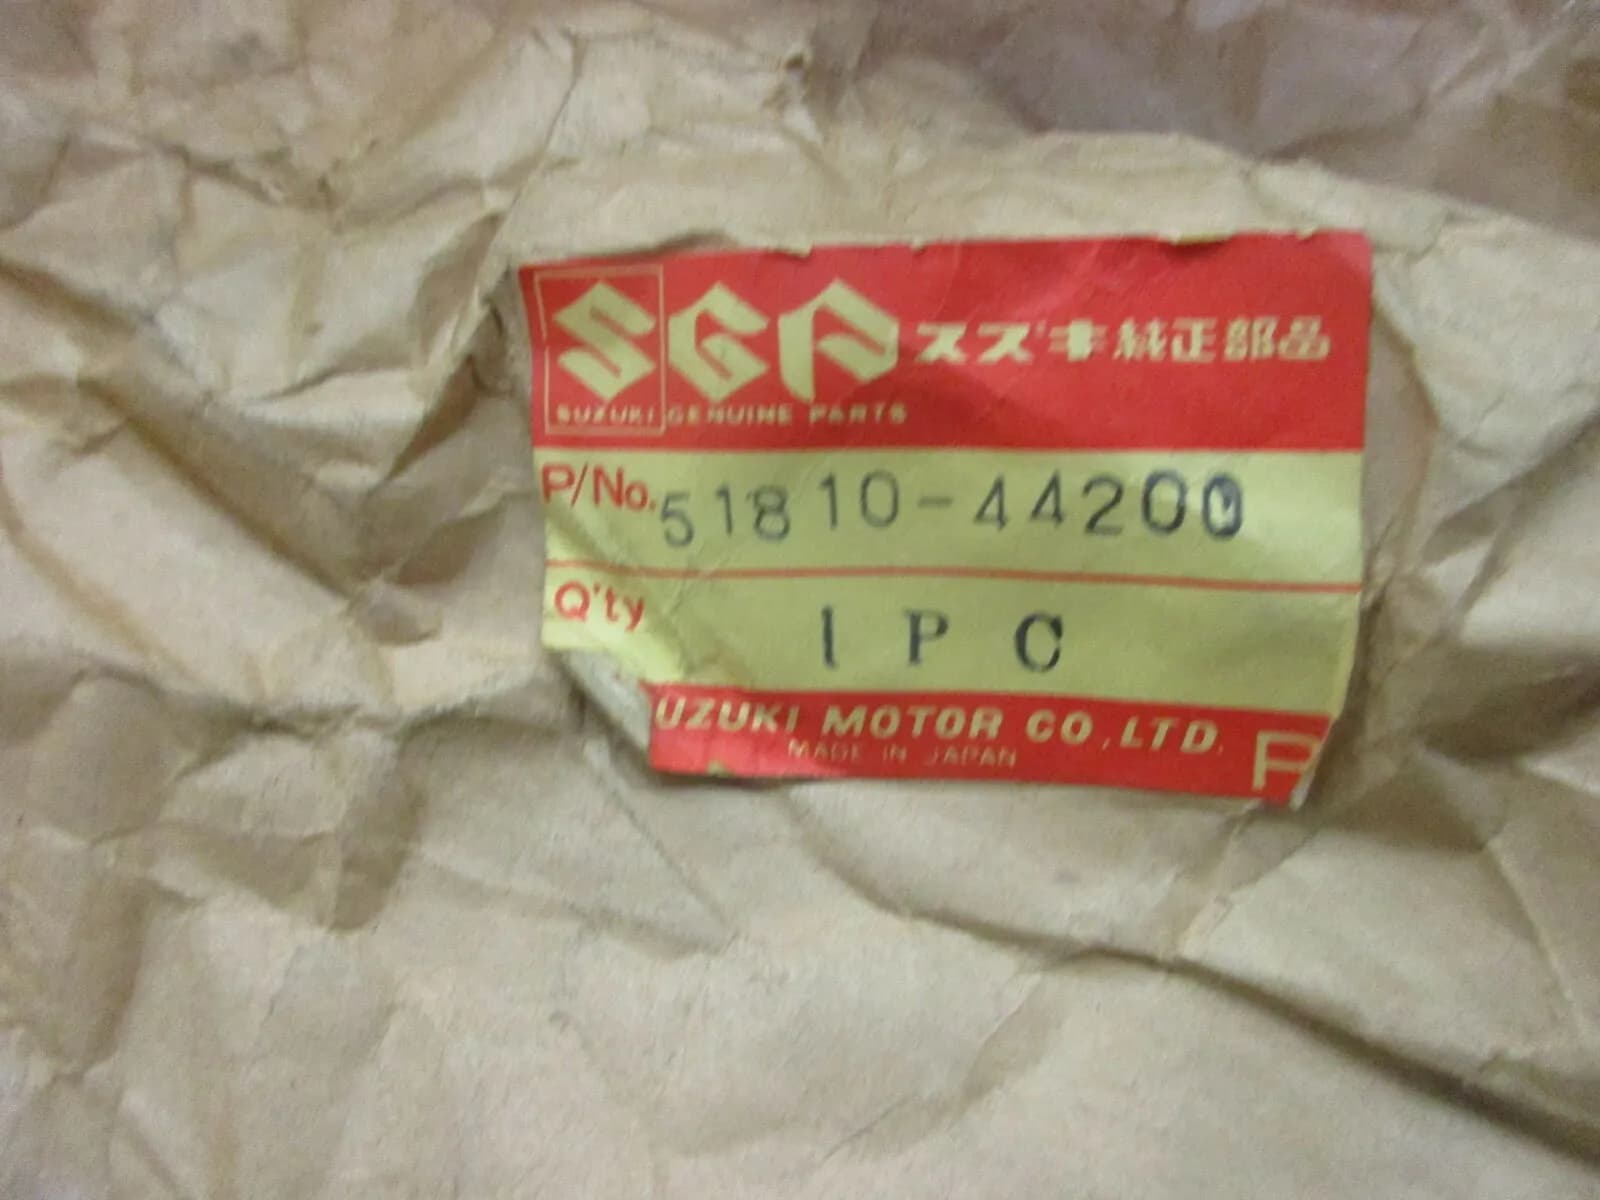 SGP スズキ純正部品
SUZUKI GENUINE PARTS
P/No. 51810-44200
Q'ty 1 P C
UZUKI MOTOR CO., LTD. P
MADE IN JAPAN